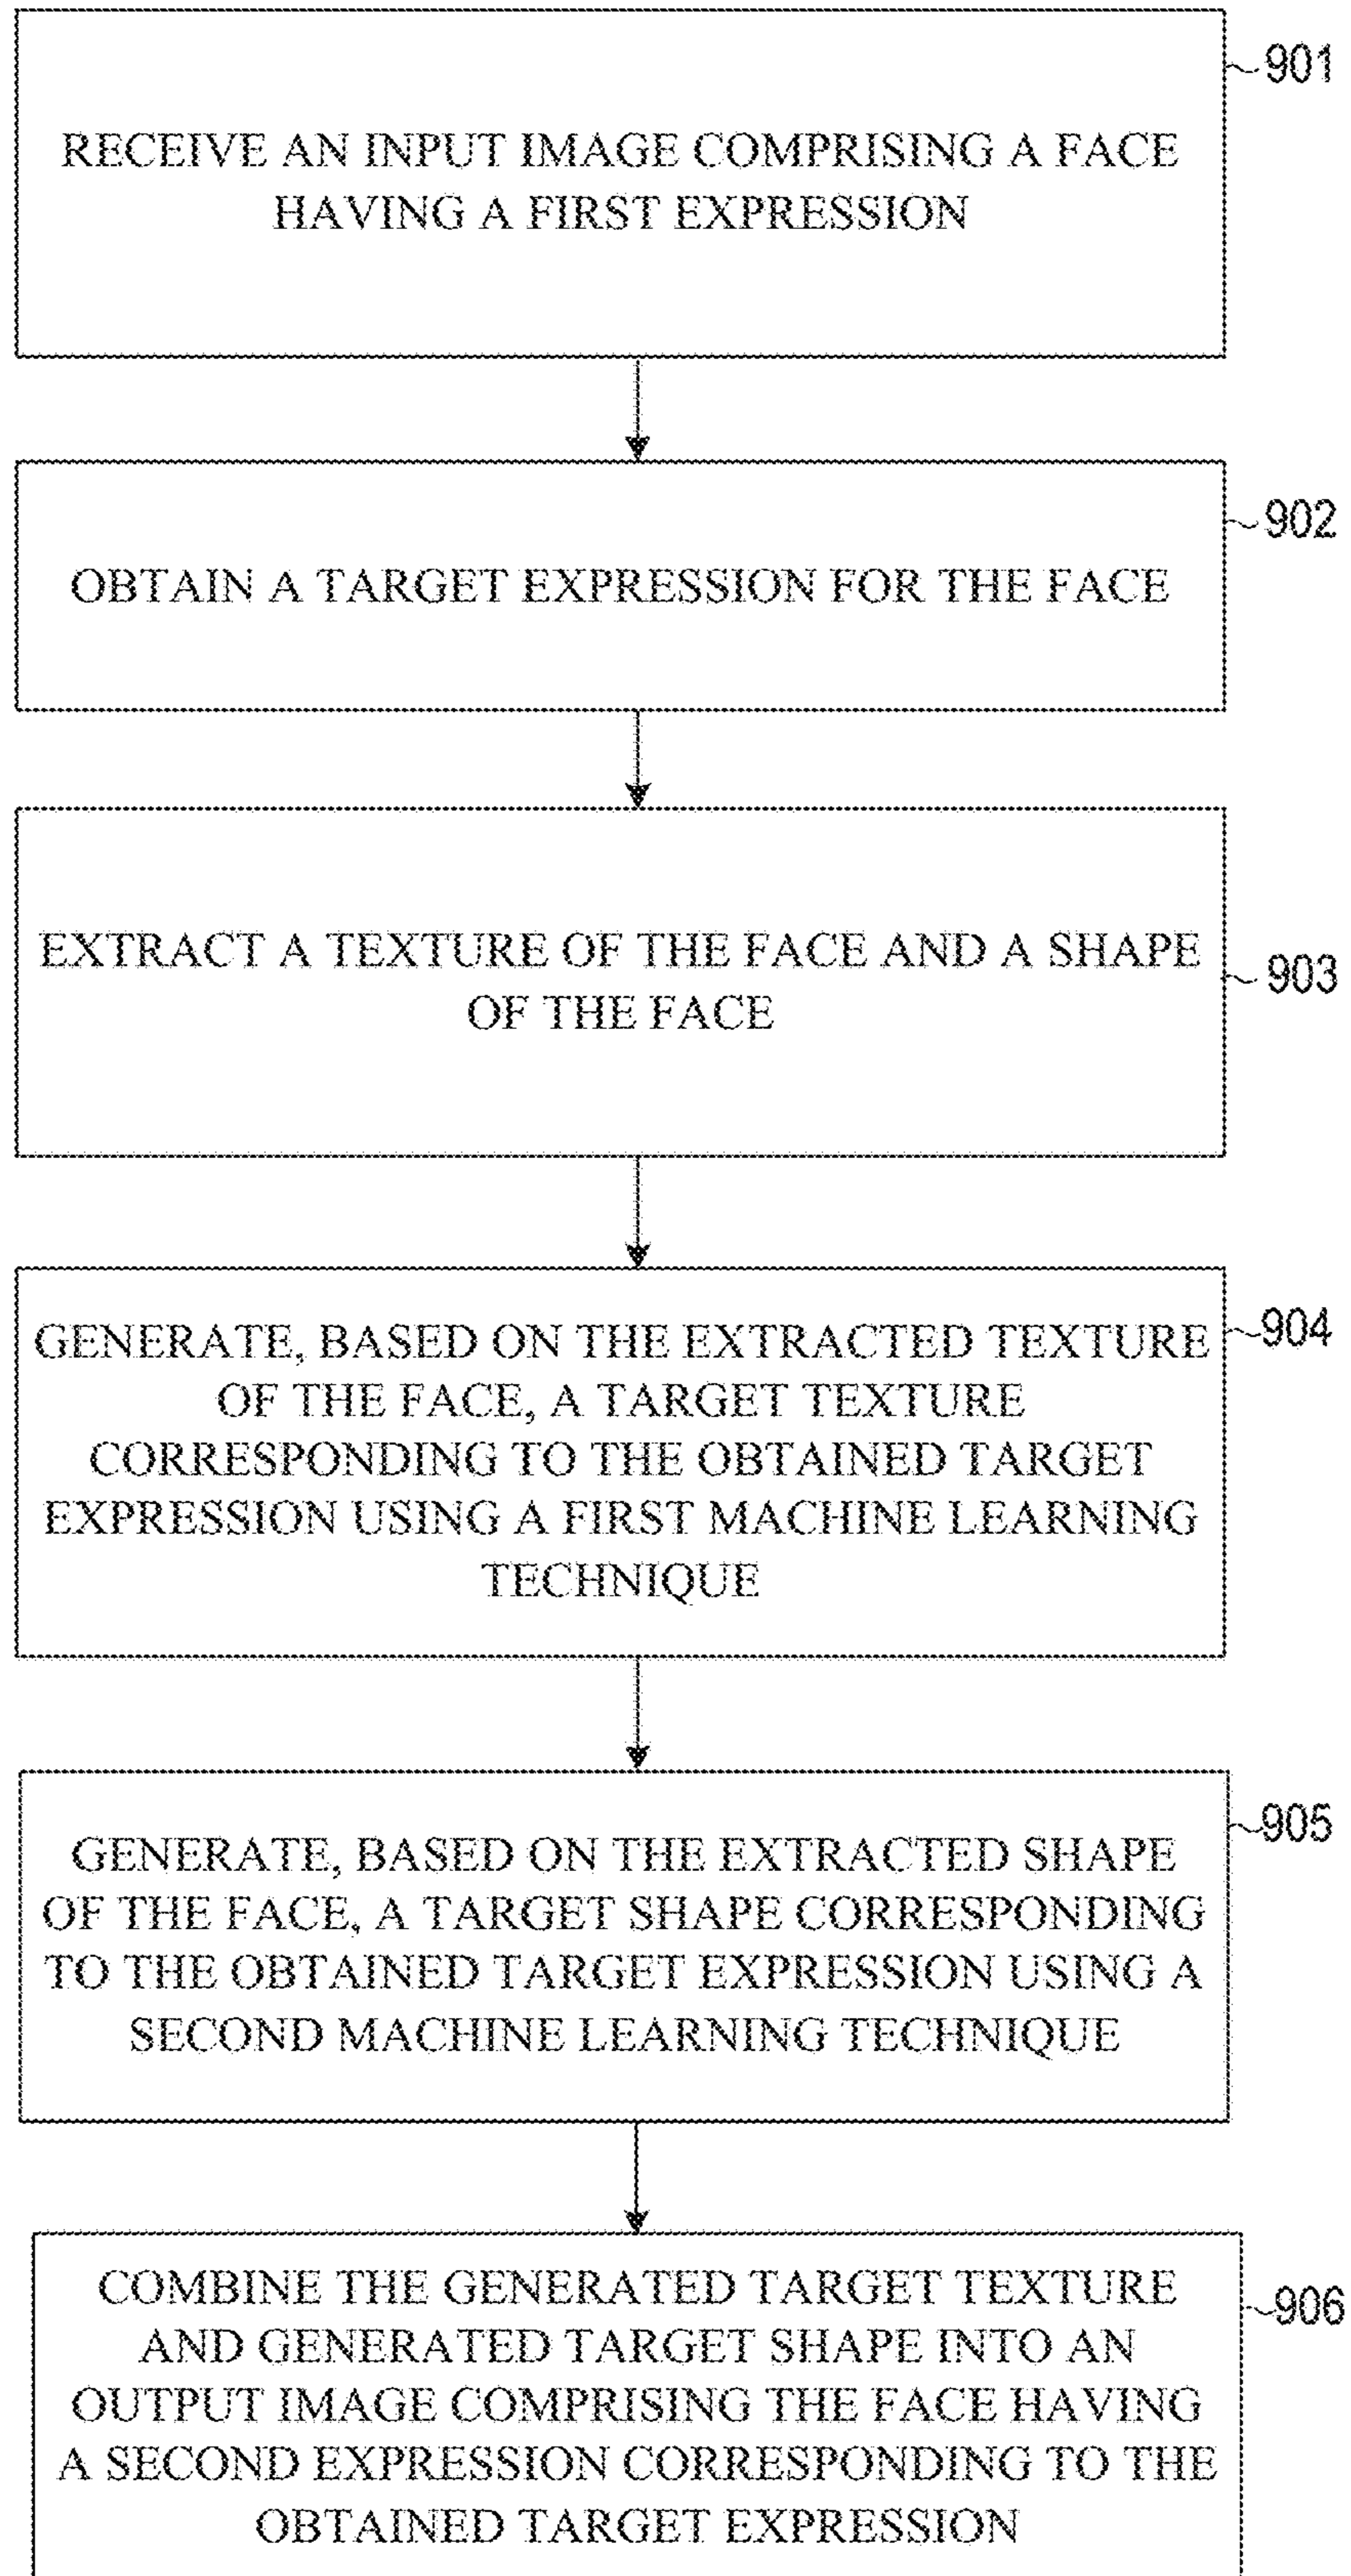 901
RECEIVE AN INPUT IMAGE COMPRISING A FACE
HAVING A FIRST EXPRESSION
902
OBTAIN A TARGET EXPRESSION FOR THE FACE
EXTRACT A TEXTURE OF THE FACE AND A SHAPE
903
OF THE FACE
904
GENERATE, BASED ON THE EXTRACTED TEXTURE
OF THE FACE, A TARGET TEXTURE
CORRESPONDING TO THE OBTAINED TARGET
EXPRESSION USING A FIRST MACHINE LEARNING
TECHNIQUE
905
GENERATE, BASED ON THE EXTRACTED SHAPE
OF THE FACE, A TARGET SHAPE CORRESPONDING
TO THE OBTAINED TARGET EXPRESSION USING A
SECOND MACHINE LEARNING TECHNIQUE
COMBINE THE GENERATED TARGET TEXTURE
906
AND GENERATED TARGET SHAPE INTO AN
OUTPUT IMAGE COMPRISING THE FACE HAVING
A SECOND EXPRESSION CORRESPONDING TO THE
OBTAINED TARGET EXPRESSION